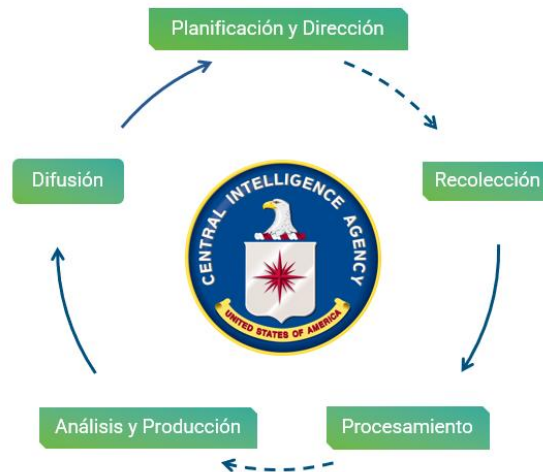 Planificación y Dirección
Difusión
Recolección
CENTRAL INTELLIGENCE AGENCY
UNITED STATES OF AMERICA
Análisis y Producción
Procesamiento